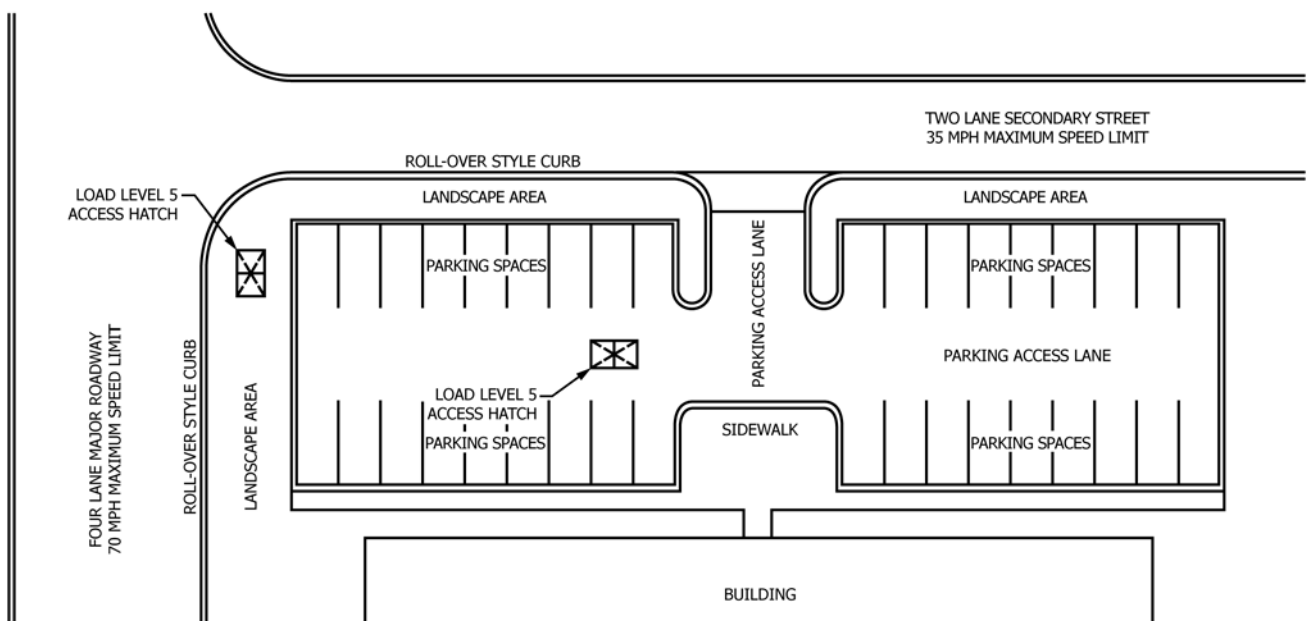 TWO LANE SECONDARY STREET
35 MPH MAXIMUM SPEED LIMIT
ROLL-OVER STYLE CURB
LOAD LEVEL 5
ACCESS HATCH
LANDSCAPE AREA
LANDSCAPE AREA
PARKING SPACES
PARKING ACCESS LANE
PARKING SPACES
FOUR LANE MAJOR ROADWAY
70 MPH MAXIMUM SPEED LIMIT
ROLL-OVER STYLE CURB
LANDSCAPE AREA
PARKING ACCESS LANE
LOAD LEVEL 5
ACCESS HATCH
PARKING SPACES
SIDEWALK
PARKING SPACES
BUILDING